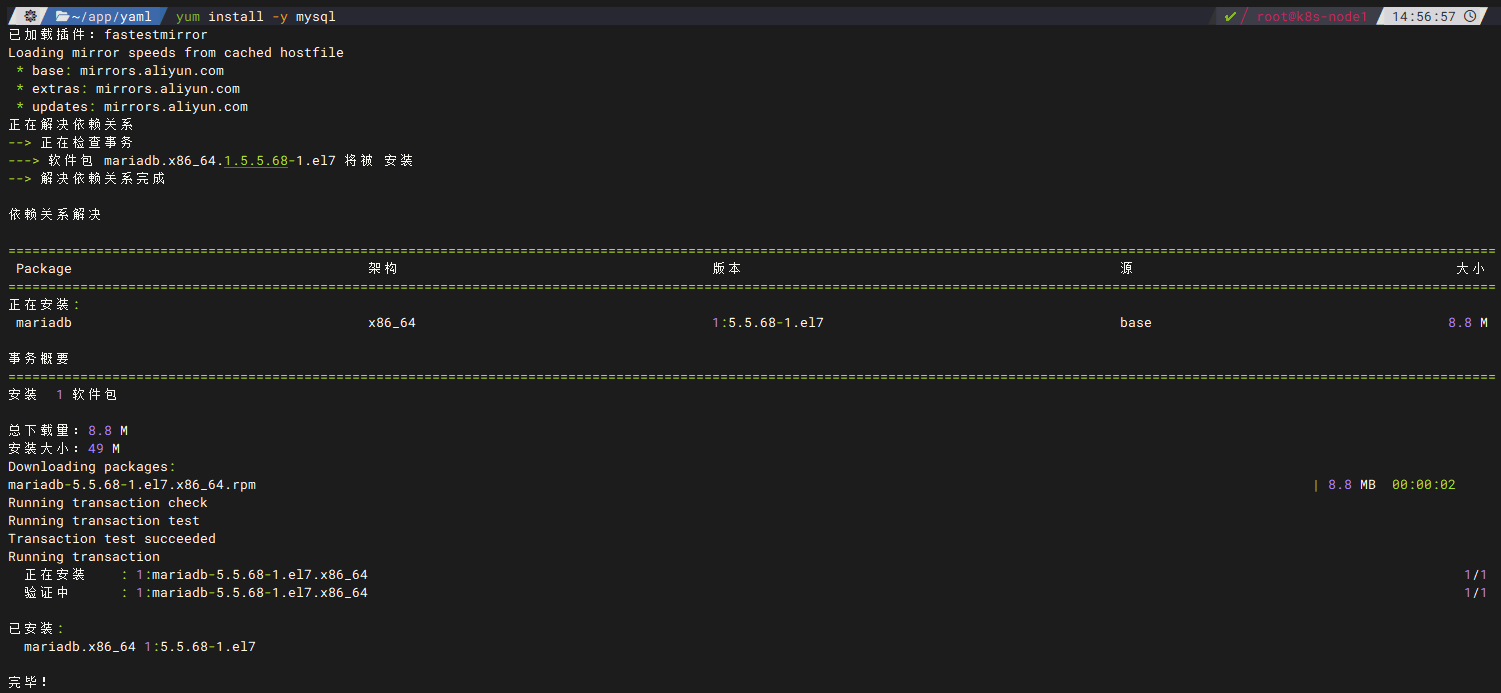 ~/app/yaml yum install -y mysql ✔ root@k8s-node1 14:56:57
已加载插件：fastestmirror
Loading mirror speeds from cached hostfile
* base: mirrors.aliyun.com
* extras: mirrors.aliyun.com
* updates: mirrors.aliyun.com
正在解决依赖关系
--> 正在检查事务
---> 软件包 mariadb.x86_64.1.5.5.68-1.el7 将被 安装
--> 解决依赖关系完成
依赖关系解决
Package 架构 版本 源 大小
正在安装:
mariadb x86_64 1:5.5.68-1.el7 base 8.8 M
事务概要
安装 1 软件包
总下载量：8.8 M
安装大小：49 M
Downloading packages:
mariadb-5.5.68-1.el7.x86_64.rpm | 8.8 MB 00:00:02
Running transaction check
Running transaction test
Transaction test succeeded
Running transaction
正在安装 : 1:mariadb-5.5.68-1.el7.x86_64 1/1
验证中 : 1:mariadb-5.5.68-1.el7.x86_64 1/1
已安装:
mariadb.x86_64 1:5.5.68-1.el7
完毕！